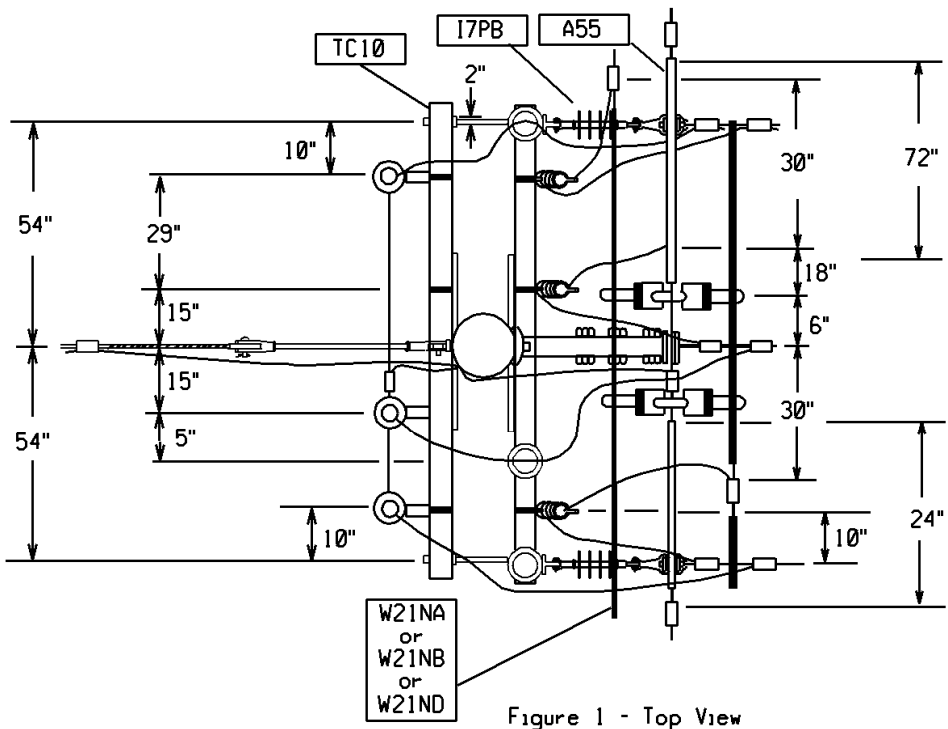 I7PB
A55
TC10
2"
10"
30"
72"
54"
29"
18"
15"
6"
15"
30"
54"
5"
24"
10"
10"
W21NA
or
W21NB
or
W21ND
Figure 1 - Top View